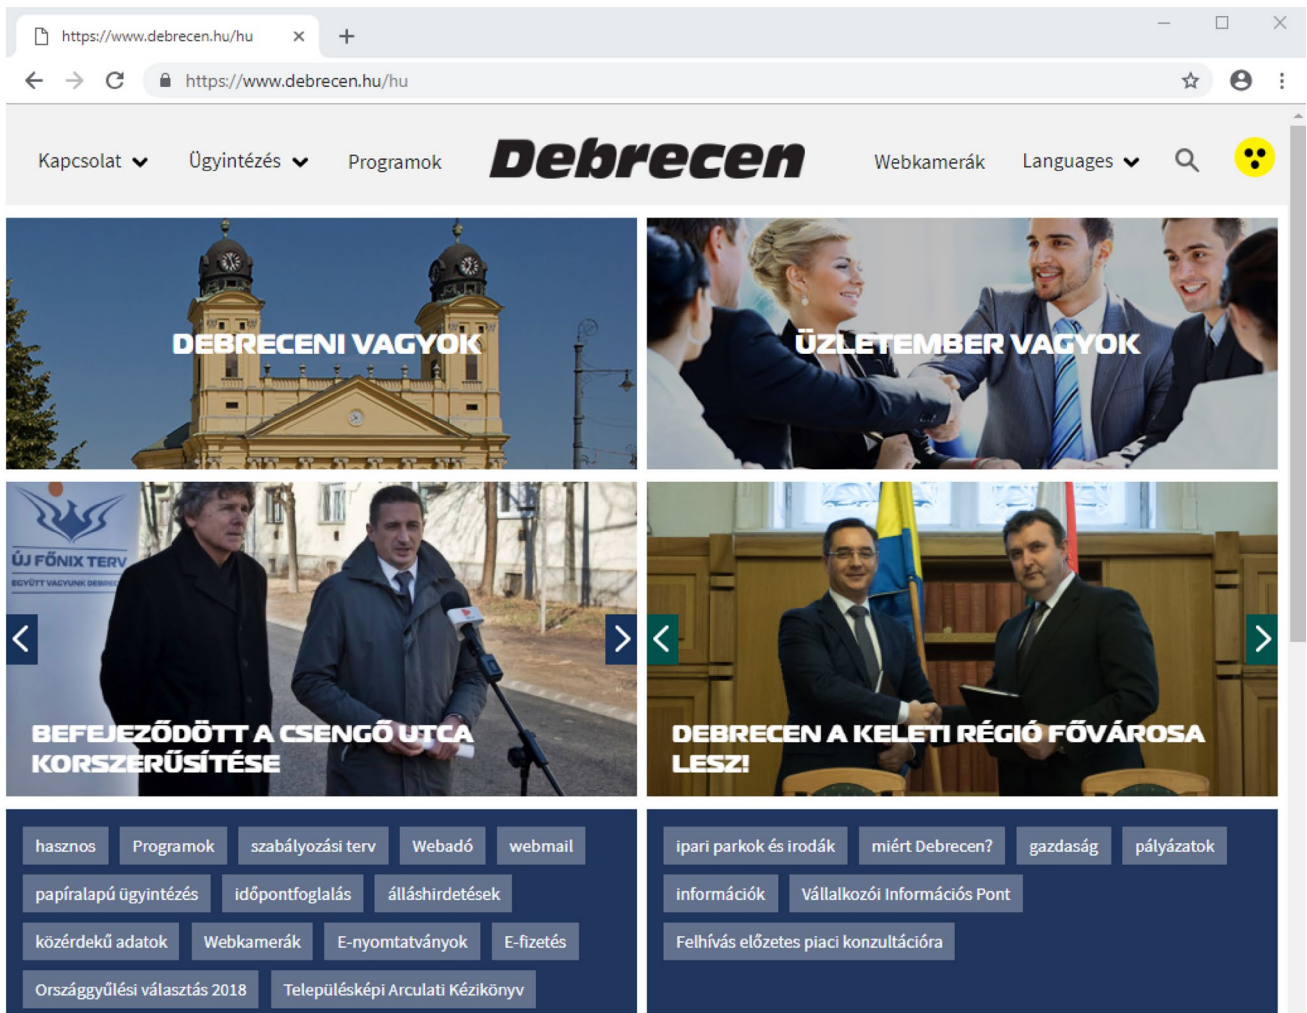 https://www.debrecen.hu/hu
https://www.debrecen.hu/hu
Kapcsolat Ügyintézés Programok Debrecen Webkamerák Languages
DEBRECENI VAGYOK
ÜZLETEMBER VAGYOK
ÚJ FŐNIX TERV
EGYÜTT VAGYUNK
BEFEJEZŐDÖTT A CSENGŐ UTCA
KORSZERŰSÍTÉSE
DEBRECEN A KELETI RÉGIÓ FŐVÁROSA
LESZ!
hasznos Programok szabályozási terv Webadó webmail
papíralapú ügyintézés időpontfoglalás álláshirdetések
közérdekű adatok Webkamerák E-nyomtatványok E-fizetés
Országgyűlési választás 2018 Településképi Arculati Kézikönyv
ipari parkok és irodák miért Debrecen? gazdaság pályázatok
információk Vállalkozói Információs Pont
Felhívás előzetes piaci konzultációra